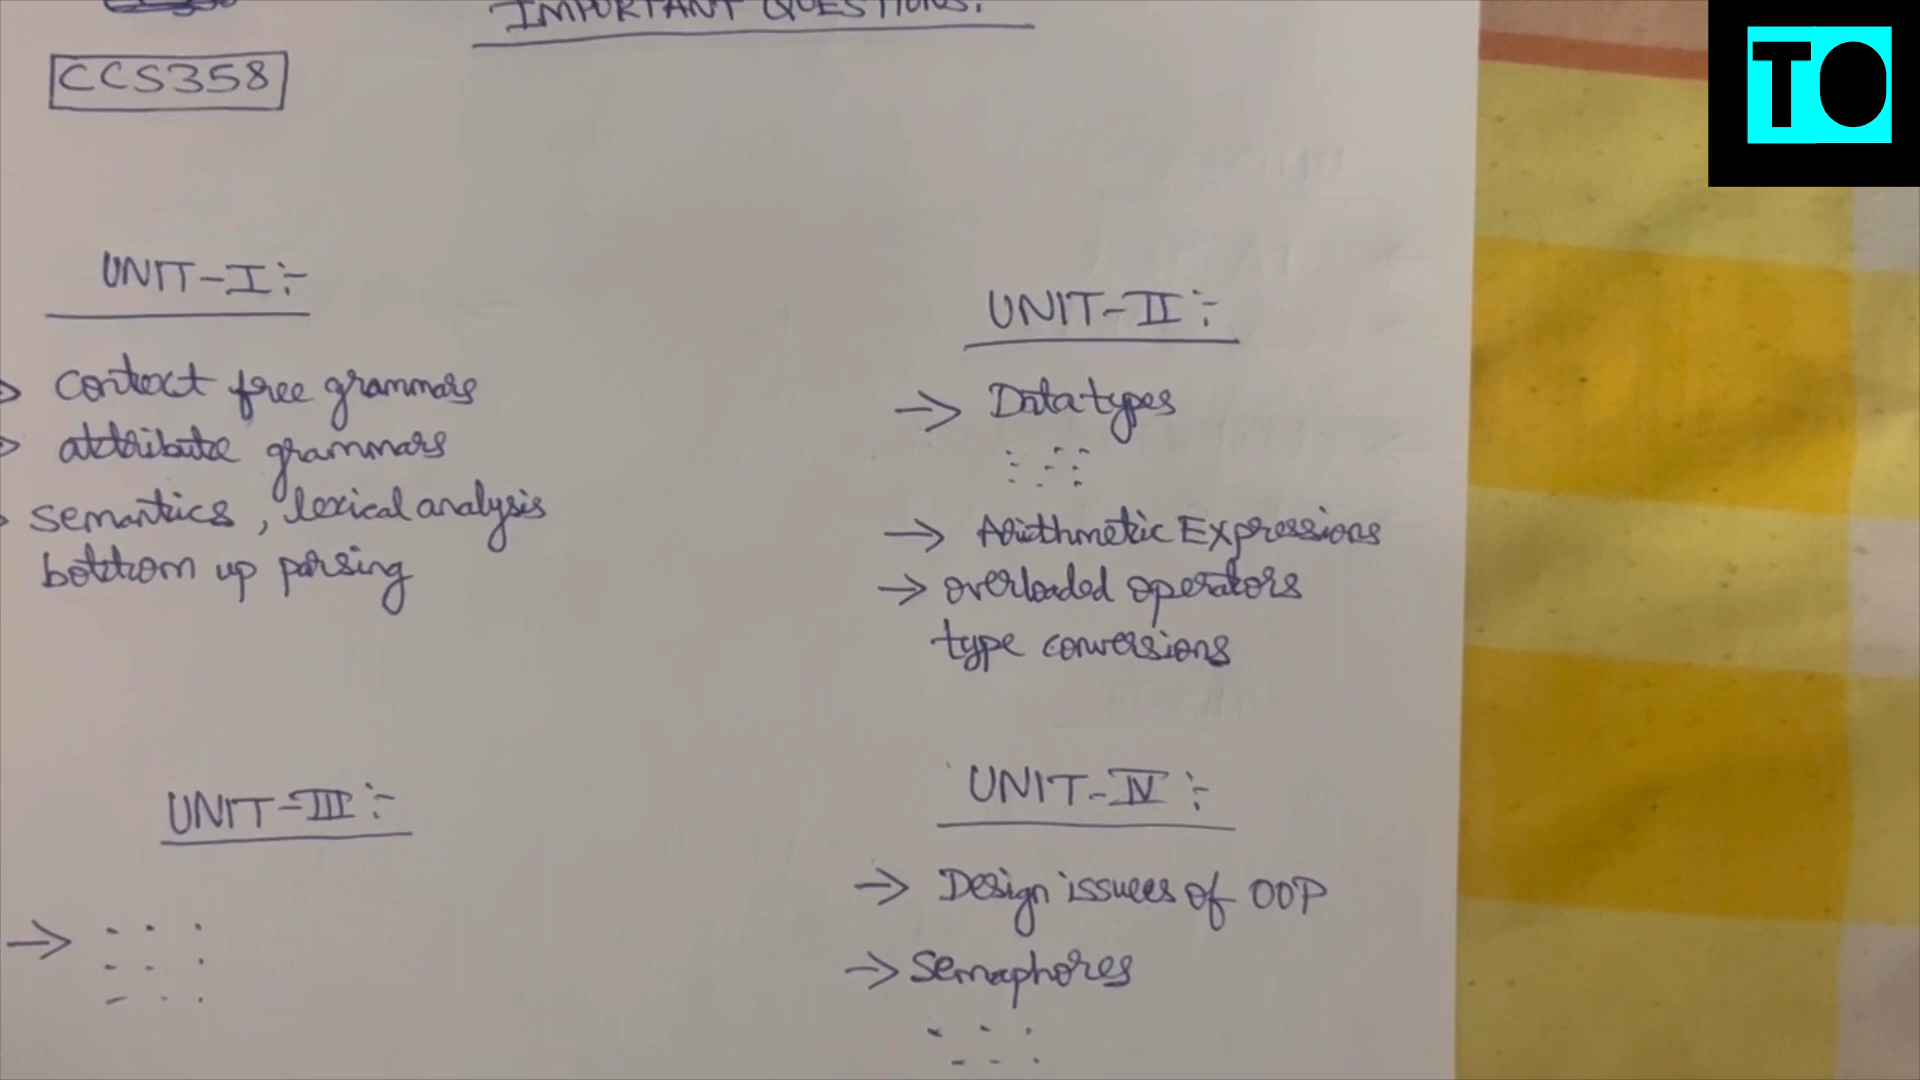 IMPORTANT QUESTIONS:
CCS358
UNIT-I:-
context free grammars
attribute grammars
semantics, lexical analysis
bottom up parsing
UNIT-II:-
→ Datatypes
→ Arithmetic Expressions
→ overloaded operators
type conversions
UNIT-III:-
→
UNIT-IV:-
→ Design issues of OOP
→ Semaphores
TO